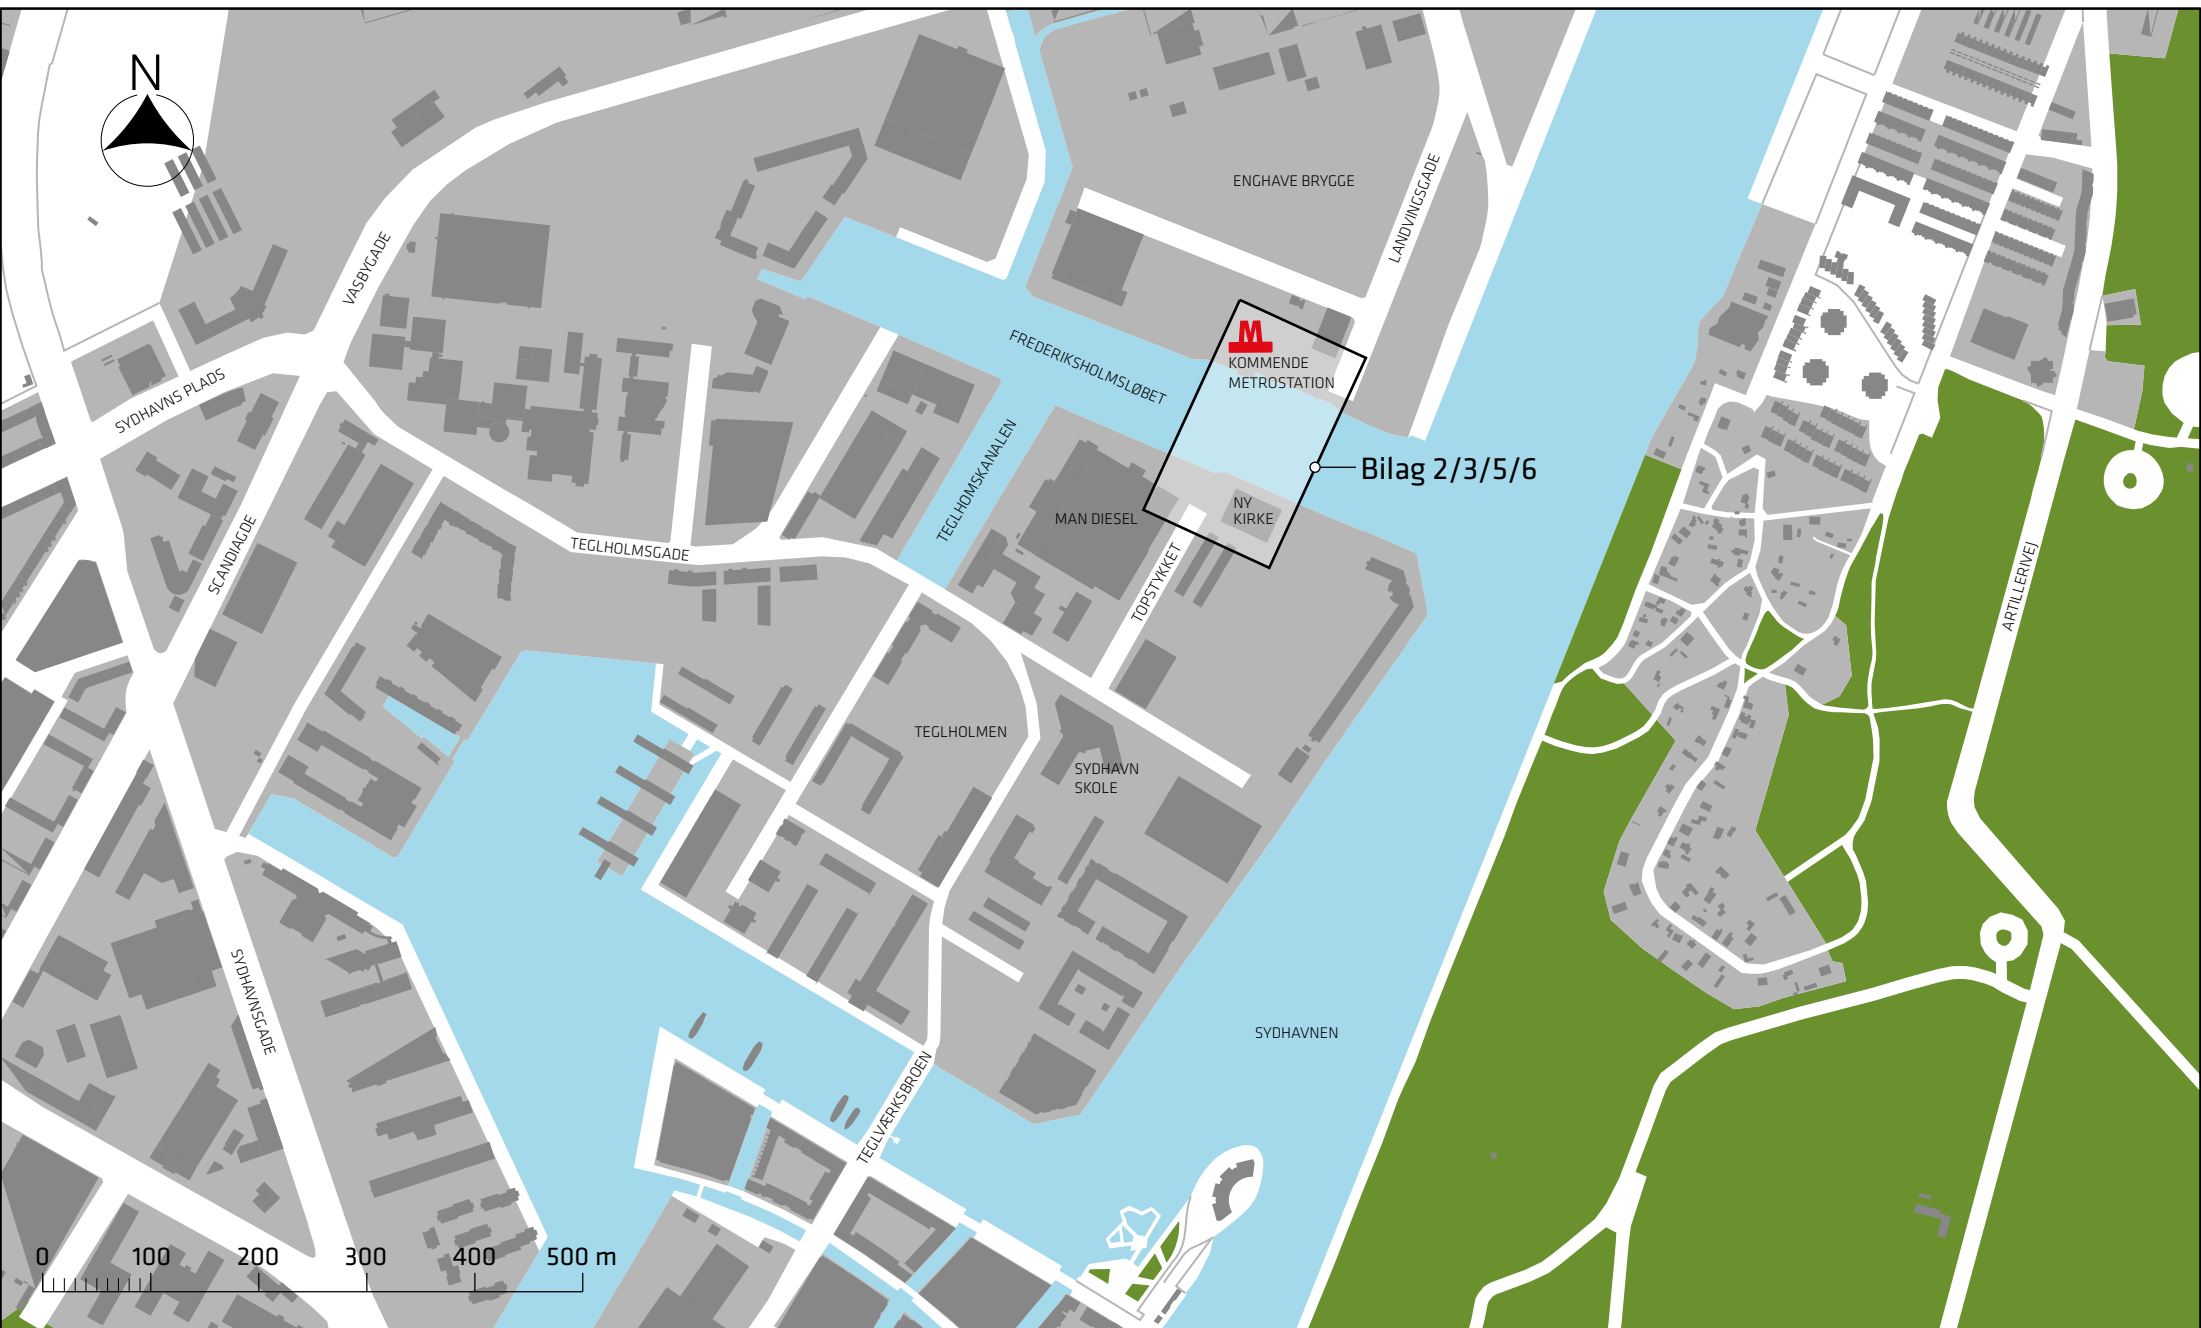 N
ENGHAVE BRYGGE
LANDVINGSGADE
VASBYGADE
FREDERIKSHOLMSLØBET
M
KOMMENDE
METROSTATION
SYDHAVNS PLADS
TEGLHOMSKANALEN
Bilag 2/3/5/6
NY
KIRKE
MAN DIESEL
SCANDIAGDE
TEGLHOLMSGADE
TOPSTYKKET
ARTILLERIVEJ
TEGLHOLMEN
SYDHAVN
SKOLE
SYDHAVNSGADE
SYDHAVNEN
TEGLVÆRKSBROEN
0 100 200 300 400 500 m